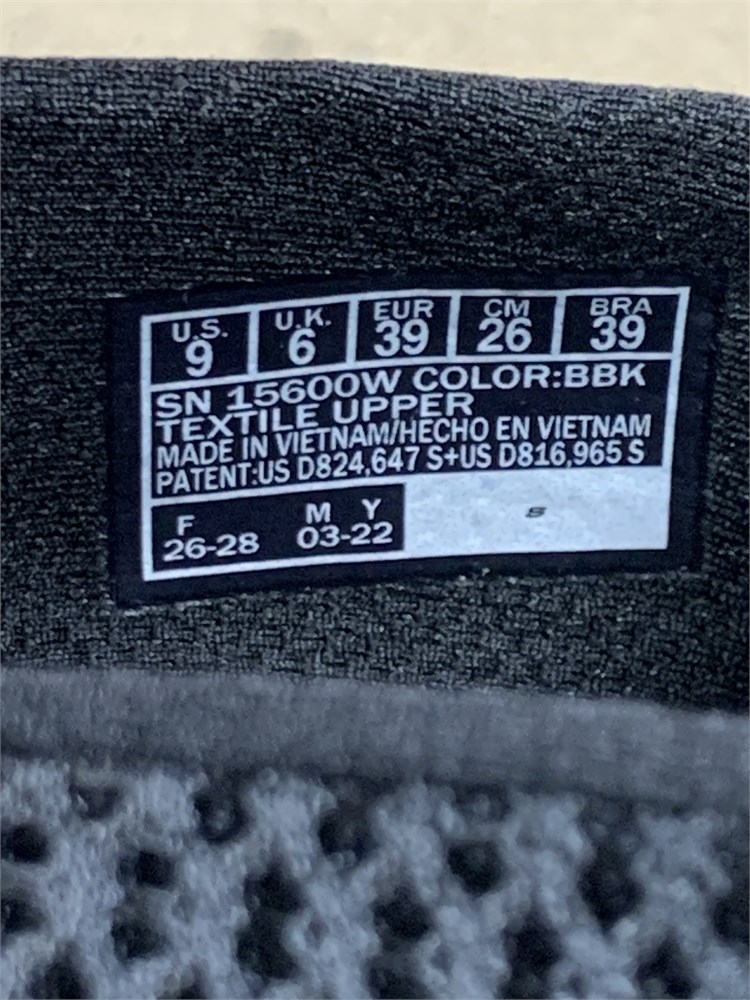 U.S. U.K. EUR CM BRA
9 6 39 26 39
SN 15600W COLOR:BBK
TEXTILE UPPER
MADE IN VIETNAM/HECHO EN VIETNAM
PATENT:US D824,647 S+US D816,965 S
F M Y
26-28 03-22
S